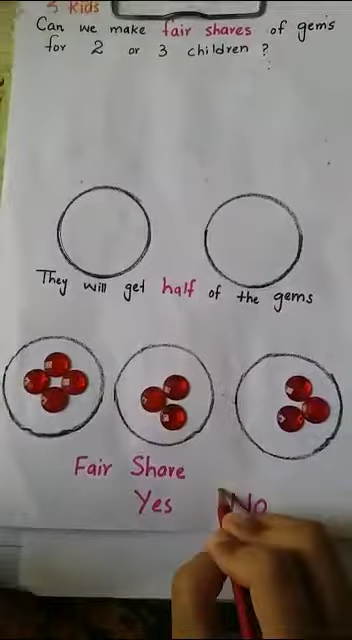 5 Kids
Can we make fair shares of gems
for 2 or 3 children ?
They will get half of the gems
Fair Share
Yes No